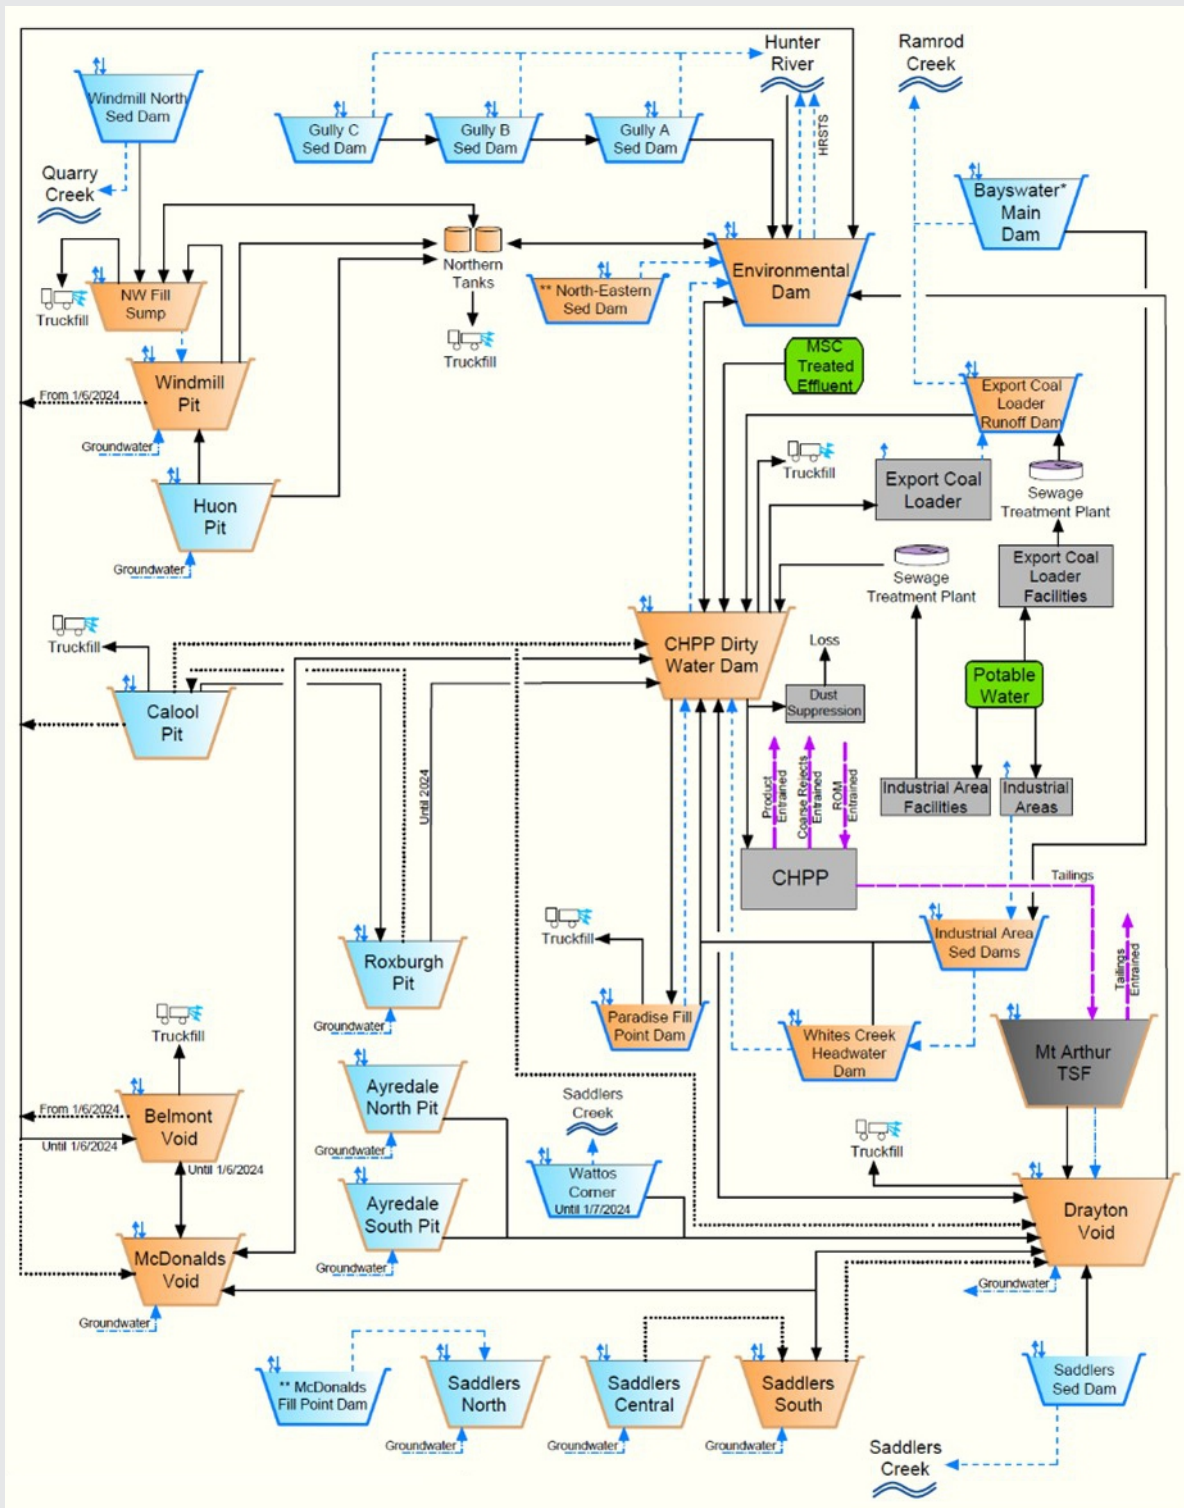 Hunter
River
Ramrod
Creek
Windmill North
Sed Dam
Gully C
Sed Dam
Gully B
Sed Dam
Gully A
Sed Dam
HRSTS
Quarry
Creek
Bayswater*
Main
Dam
Northern
Tanks
Environmental
Dam
** North-Eastern
Sed Dam
NW Fill
Sump
Truckfill
Truckfill
MSC
Treated
Effluent
Windmill
Pit
From 1/6/2024
Groundwater
Export Coal
Loader
Runoff Dam
Truckfill
Export Coal
Loader
Sewage
Treatment Plant
Huon
Pit
Groundwater
Sewage
Treatment Plant
Export Coal
Loader
Facilities
Truckfill
CHPP Dirty
Water Dam
Loss
Dust
Suppression
Potable
Water
Calool
Pit
Until 2024
Product
Entrained
Coarse Rejects
Entrained
ROM
Entrained
Industrial Area
Facilities
Industrial
Areas
CHPP
Tailings
Truckfill
Industrial Area
Sed Dams
Tailings
Entrained
Roxburgh
Pit
Groundwater
Paradise Fill
Point Dam
Whites Creek
Headwater
Dam
Mt Arthur
TSF
Truckfill
Ayredale
North Pit
Groundwater
Saddlers
Creek
From 1/6/2024
Belmont
Void
Until 1/6/2024
Until 1/6/2024
Truckfill
Wattos
Corner
Until 1/7/2024
Ayredale
South Pit
Groundwater
Drayton
Void
McDonalds
Void
Groundwater
Groundwater
** McDonalds
Fill Point Dam
Saddlers
North
Groundwater
Saddlers
Central
Groundwater
Saddlers
South
Groundwater
Saddlers
Sed Dam
Saddlers
Creek